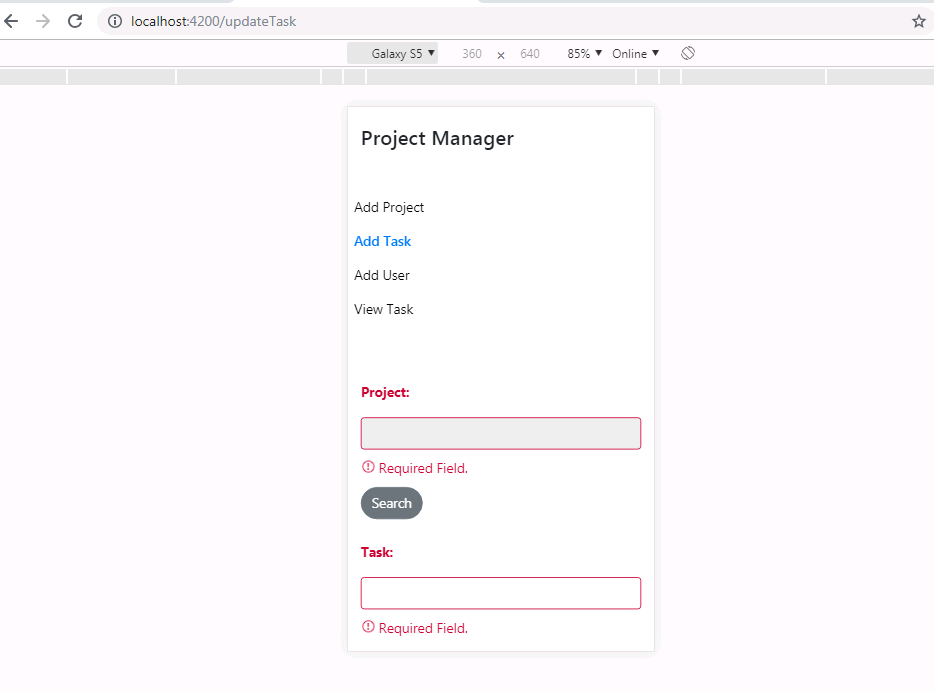 localhost:4200/updateTask
Galaxy S5 ▼ 360 × 640 85% ▼ Online ▼
Project Manager
Add Project
Add Task
Add User
View Task
Project:
Required Field.
Search
Task:
Required Field.